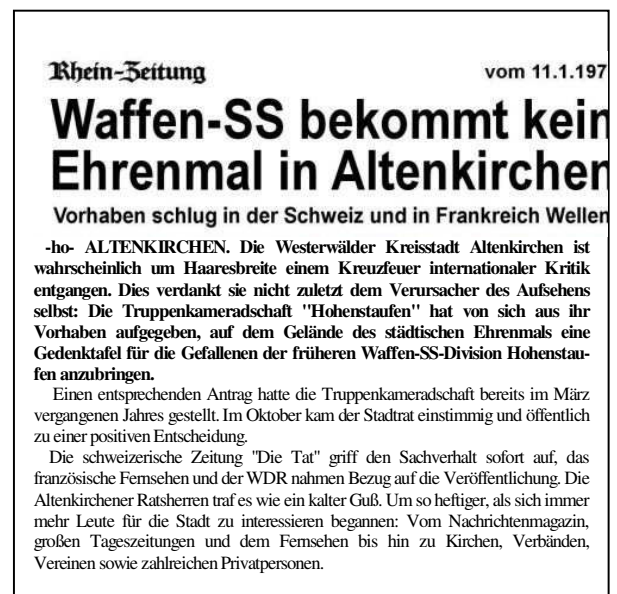 Rhein-Zeitung vom 11.1.197
Waffen-SS bekommt kein
Ehrenmal in Altenkirchen
Vorhaben schlug in der Schweiz und in Frankreich Wellen
-ho- ALTENKIRCHEN. Die Westerwälder Kreisstadt Altenkirchen ist
wahrscheinlich um Haaresbreite einem Kreuzfeuer internationaler Kritik
entgangen. Dies verdankt sie nicht zuletzt dem Verursacher des Aufsehens
selbst: Die Truppenkameradschaft "Hohenstaufen" hat von sich aus ihr
Vorhaben aufgegeben, auf dem Gelände des städtischen Ehrenmals eine
Gedenktafel für die Gefallenen der früheren Waffen-SS-Division Hohenstau-
fen anzubringen.
Einen entsprechenden Antrag hatte die Truppenkameradschaft bereits im März
vergangenen Jahres gestellt. Im Oktober kam der Stadtrat einstimmig und öffentlich
zu einer positiven Entscheidung.
Die schweizerische Zeitung "Die Tat" griff den Sachverhalt sofort auf, das
französische Fernsehen und der WDR nahmen Bezug auf die Veröffentlichung. Die
Altenkirchener Ratsherren traf es wie ein kalter Guß. Um so heftiger, als sich immer
mehr Leute für die Stadt zu interessieren begannen: Vom Nachrichtenmagazin,
großen Tageszeitungen und dem Fernsehen bis hin zu Kirchen, Verbänden,
Vereinen sowie zahlreichen Privatpersonen.